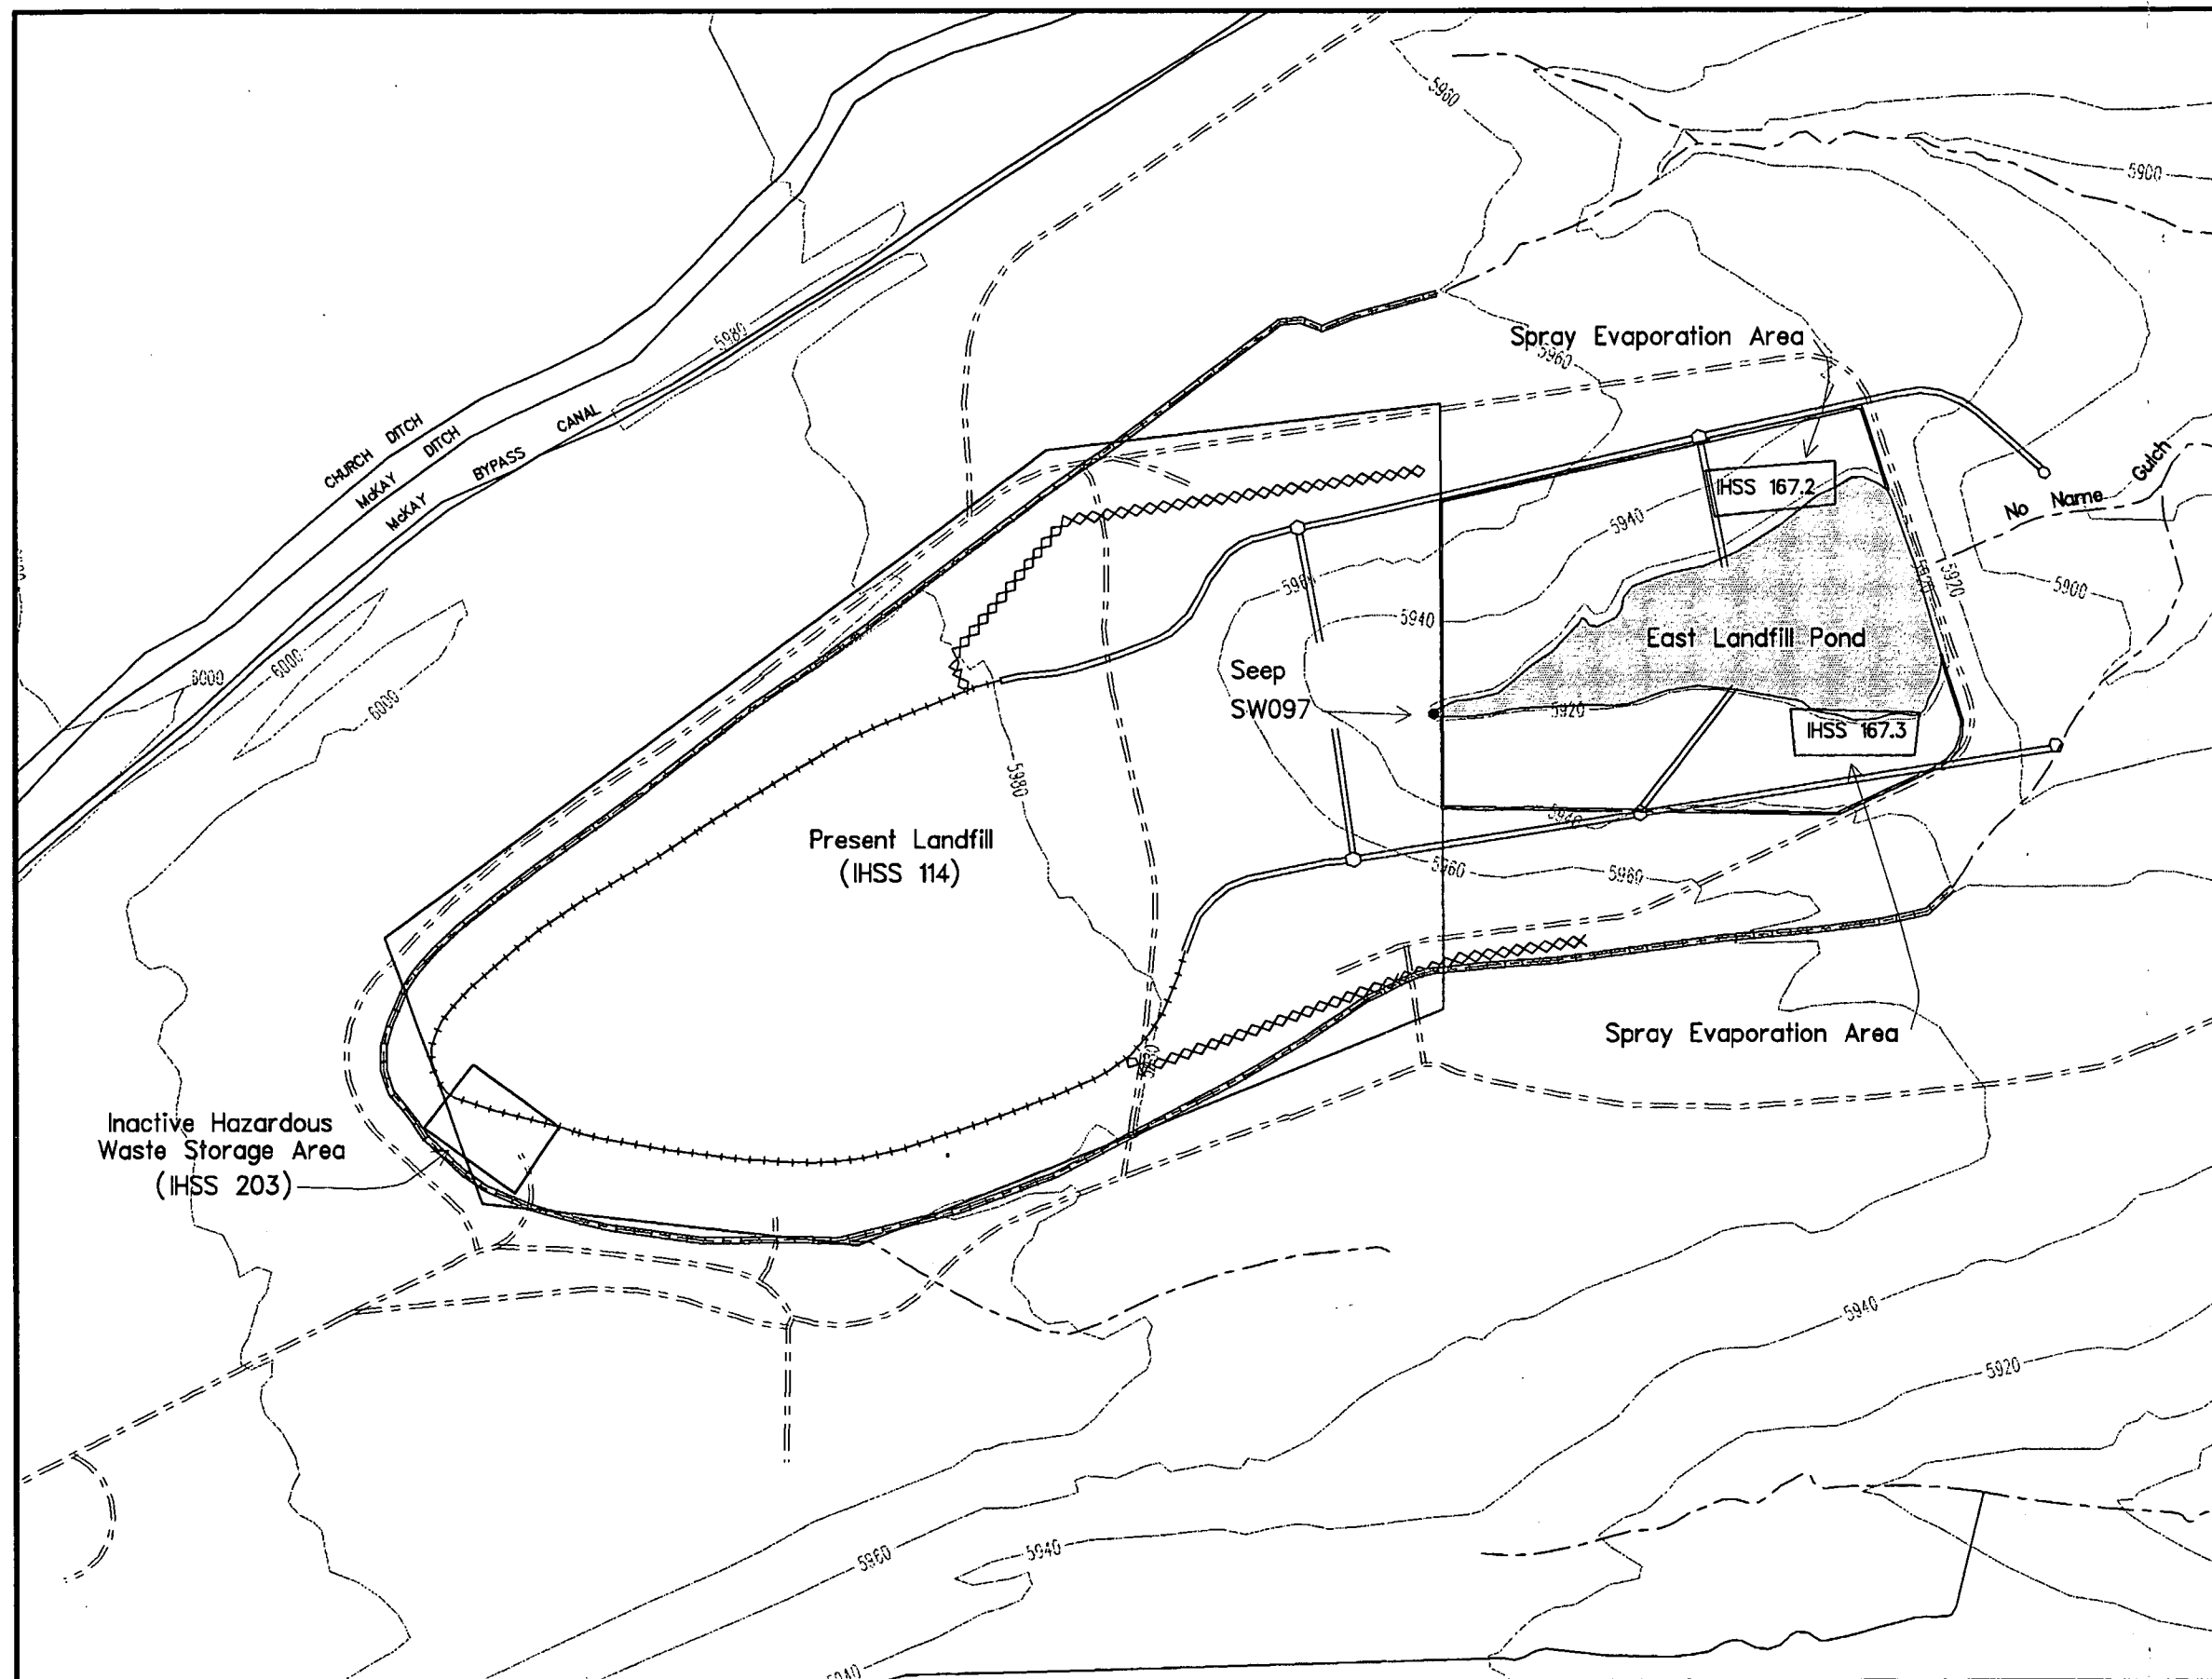 5960
5900
Spray Evaporation Area
5960
5980
CHURCH DITCH
McKAY DITCH
McKAY BYPASS CANAL
IHSS 167.2
No Name Gulch
5940
5960
5920
5920
5900
5940
East Landfill Pond
Seep
SW097
6000
6000
6000
5920
IHSS 167.3
5980
5940
Present Landfill
(IHSS 114)
5960
5960
Spray Evaporation Area
Inactive Hazardous
Waste Storage Area
(IHSS 203)
5940
5920
5960
5940